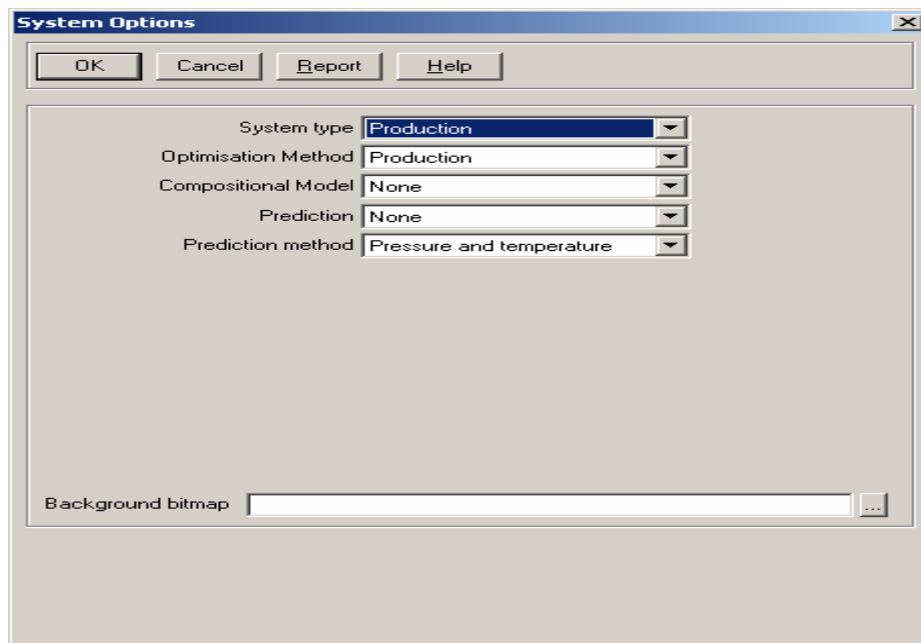 System Options
OK Cancel Report Help
System type Production
Optimisation Method Production
Compositional Model None
Prediction None
Prediction method Pressure and temperature
Background bitmap ...